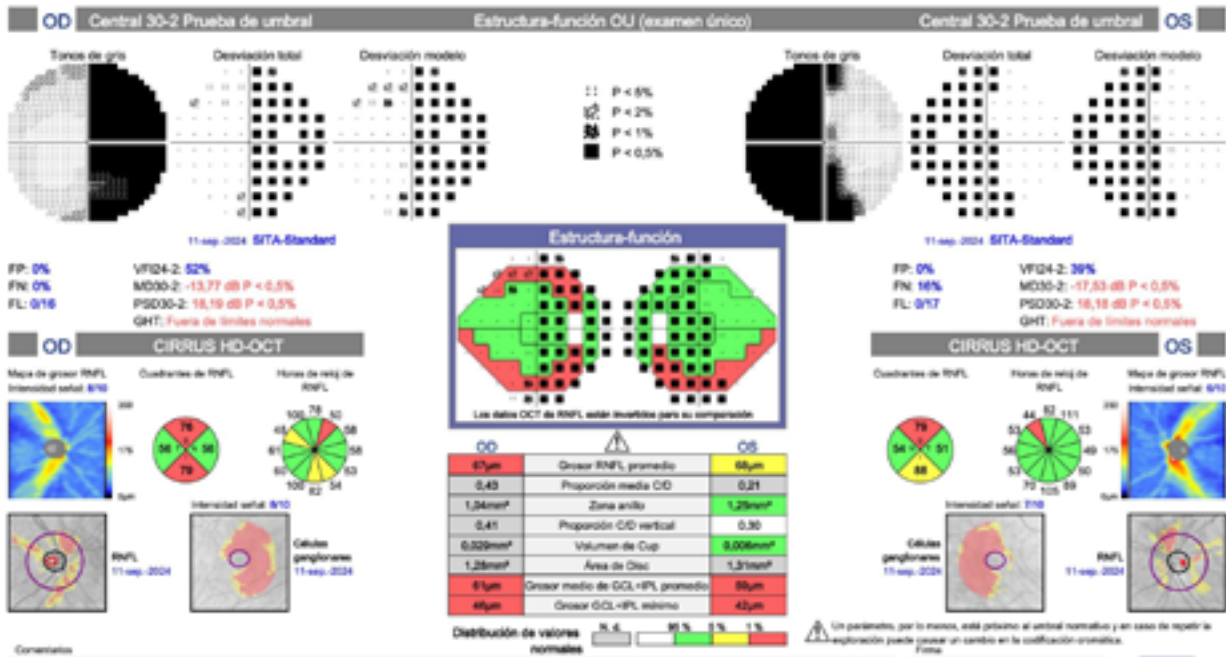 OD Central 30-2 Prueba de umbral Estructura-función OU (examen único) Central 30-2 Prueba de umbral OS
Tonos de gris Desviación total Desviación modelo
P < 5%
P < 2%
P < 1%
P < 0,5%
Tonos de gris Desviación total Desviación modelo
11-sep.-2024 SITA-Standard
FP: 0% VFI24-2: 52%
FN: 0% MD30-2: -13,77 dB P < 0,5%
FL: 0/16 PSD30-2: 18,19 dB P < 0,5%
GHT: Fuera de límites normales
11-sep.-2024 SITA-Standard
FP: 0% VFI24-2: 39%
FN: 16% MD30-2: -17,53 dB P < 0,5%
FL: 0/17 PSD30-2: 18,18 dB P < 0,5%
GHT: Fuera de límites normales
Estructura-función
Los datos OCT de RNFL están invertidos para su comparación
OD CIRRUS HD-OCT
Mapa de grosor RNFL
Intensidad señal: 8/10
Cuadrantes de RNFL
Horas de reloj de RNFL
76
56
79
Intensidad señal: 8/10
RNFL
11-sep.-2024
Células ganglionares
11-sep.-2024
OD OS
67µm Grosor RNFL promedio 68µm
0,43 Proporción media C/D 0,21
1,04mm² Zona anillo 1,25mm²
0,41 Proporción C/D vertical 0,30
0,029mm³ Volumen de Cup 0,006mm³
1,28mm² Área de Disc 1,31mm²
61µm Grosor medio de GCL+IPL promedio 59µm
46µm Grosor GCL+IPL mínimo 42µm
Distribución de valores normales
N. d. 95 % 5 % 1 %
CIRRUS HD-OCT OS
Cuadrantes de RNFL
Horas de reloj de RNFL
Mapa de grosor RNFL
79
54 51
88
Intensidad señal: 7/10
Células ganglionares
11-sep.-2024
RNFL
11-sep.-2024
Un parámetro, por lo menos, está próximo al umbral normativo y en caso de repetir la
exploración puede causar un cambio en la codificación cromática.
Comentarios
Firma